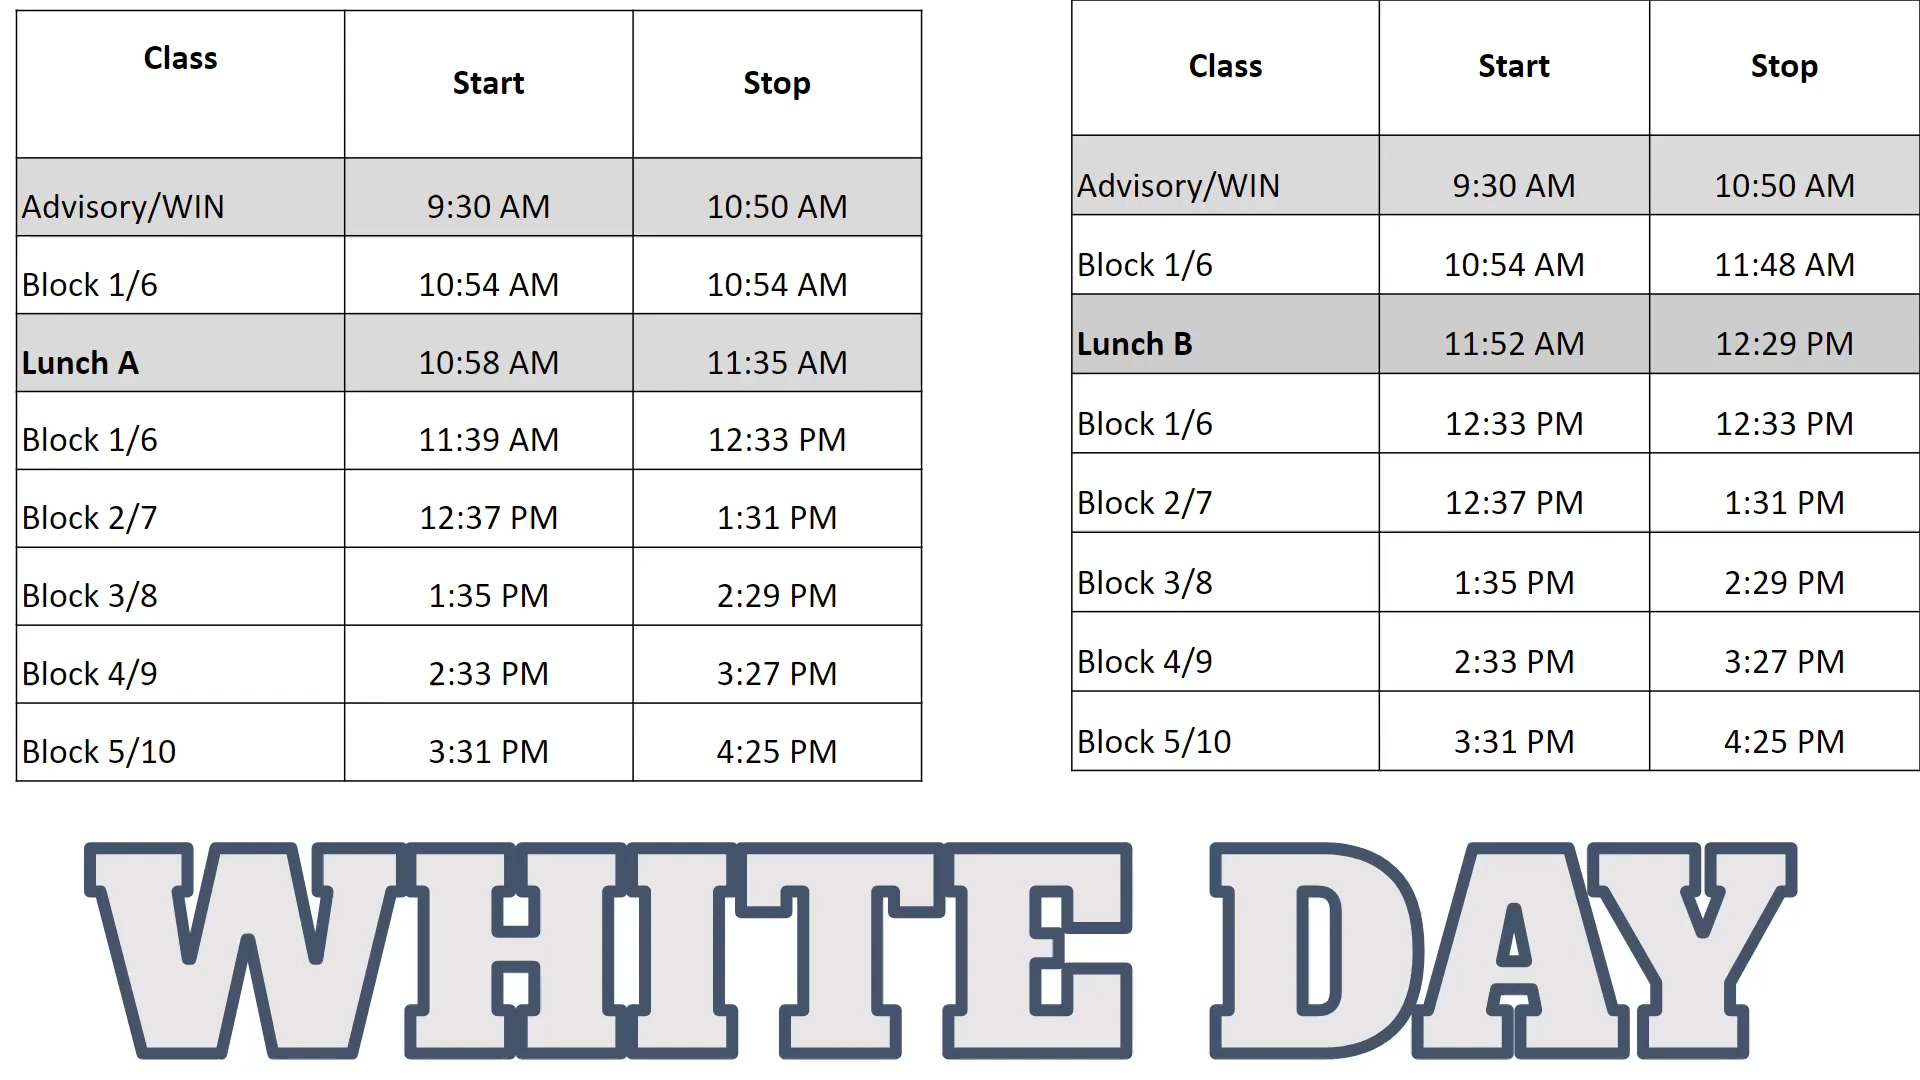 Class Start Stop
Advisory/WIN 9:30 AM 10:50 AM
Block 1/6 10:54 AM 10:54 AM
Lunch A 10:58 AM 11:35 AM
Block 1/6 11:39 AM 12:33 PM
Block 2/7 12:37 PM 1:31 PM
Block 3/8 1:35 PM 2:29 PM
Block 4/9 2:33 PM 3:27 PM
Block 5/10 3:31 PM 4:25 PM
Class Start Stop
Advisory/WIN 9:30 AM 10:50 AM
Block 1/6 10:54 AM 11:48 AM
Lunch B 11:52 AM 12:29 PM
Block 1/6 12:33 PM 12:33 PM
Block 2/7 12:37 PM 1:31 PM
Block 3/8 1:35 PM 2:29 PM
Block 4/9 2:33 PM 3:27 PM
Block 5/10 3:31 PM 4:25 PM
WHITE DAY